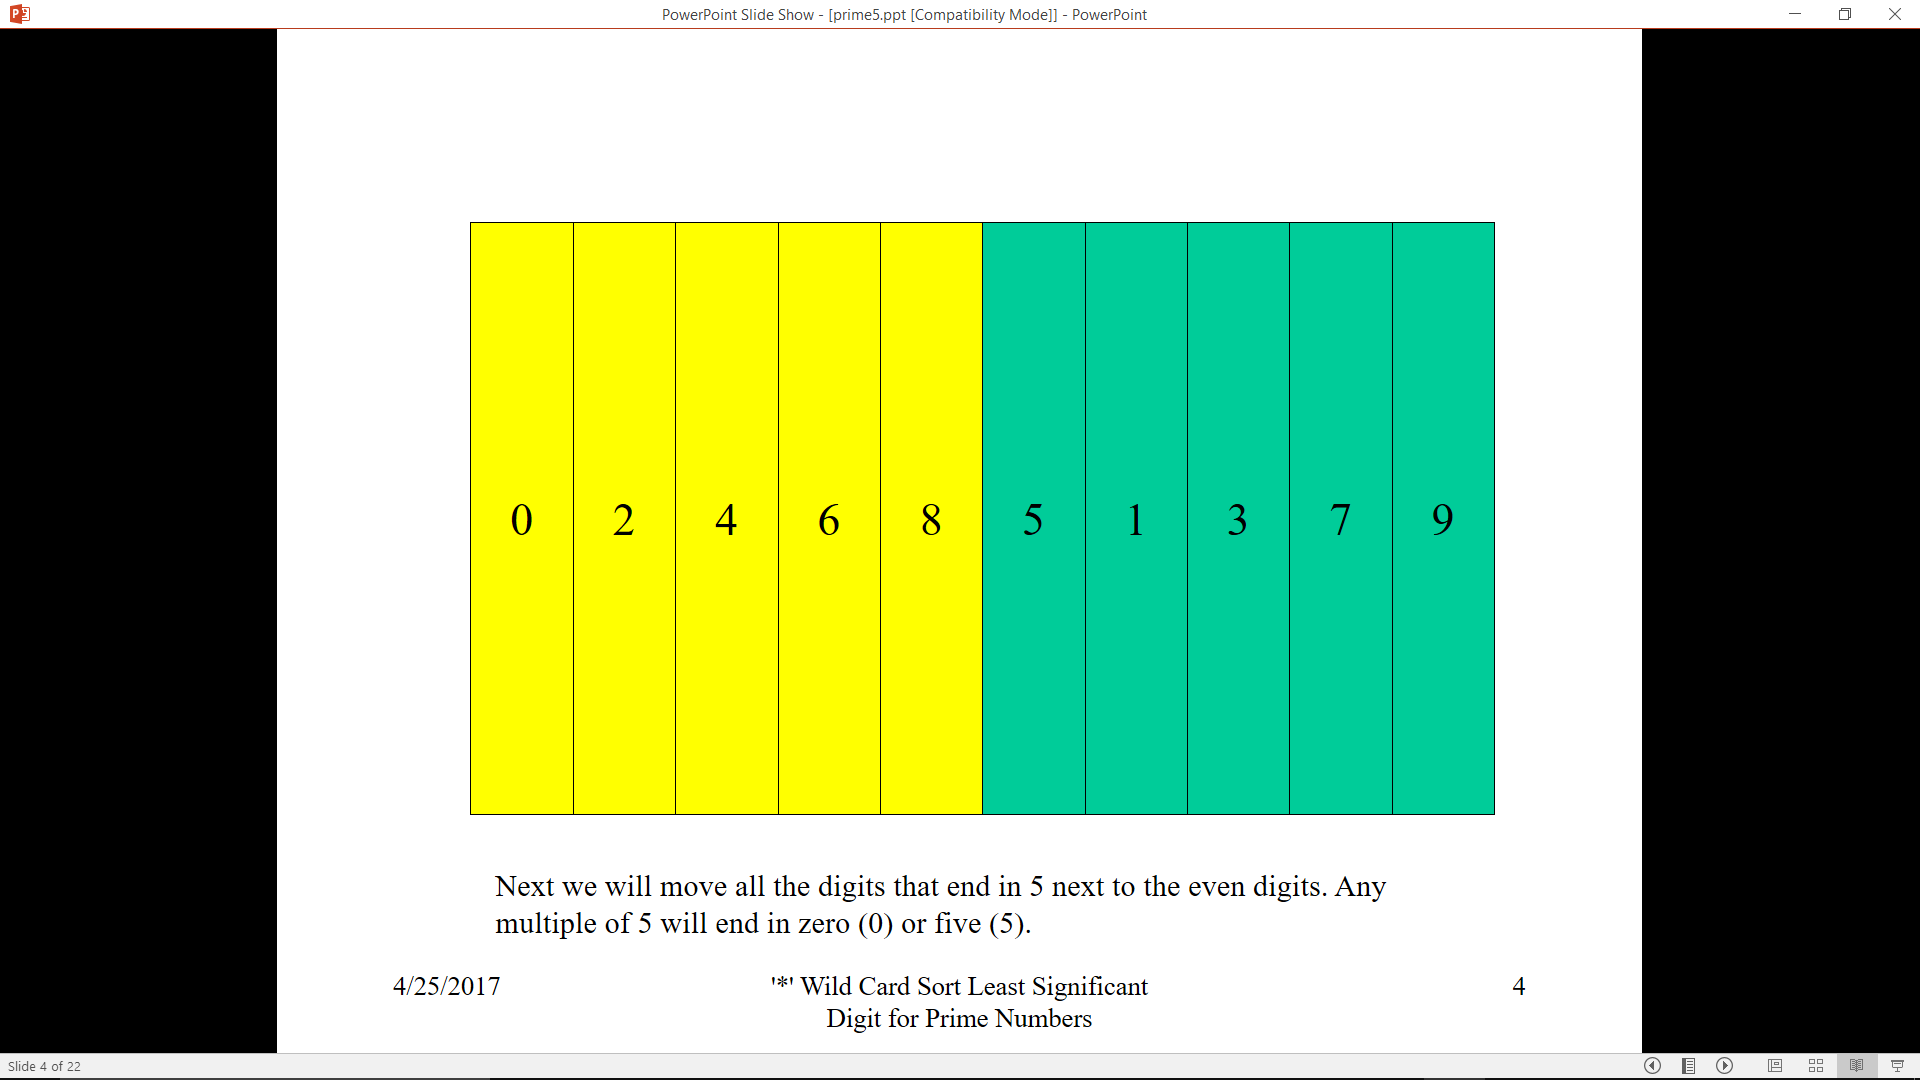 PowerPoint Slide Show - [prime5.ppt [Compatibility Mode]] - PowerPoint
0 2 4 6 8 5 1 3 7 9
Next we will move all the digits that end in 5 next to the even digits. Any
multiple of 5 will end in zero (0) or five (5).
4/25/2017
'*' Wild Card Sort Least Significant
Digit for Prime Numbers
4
Slide 4 of 22